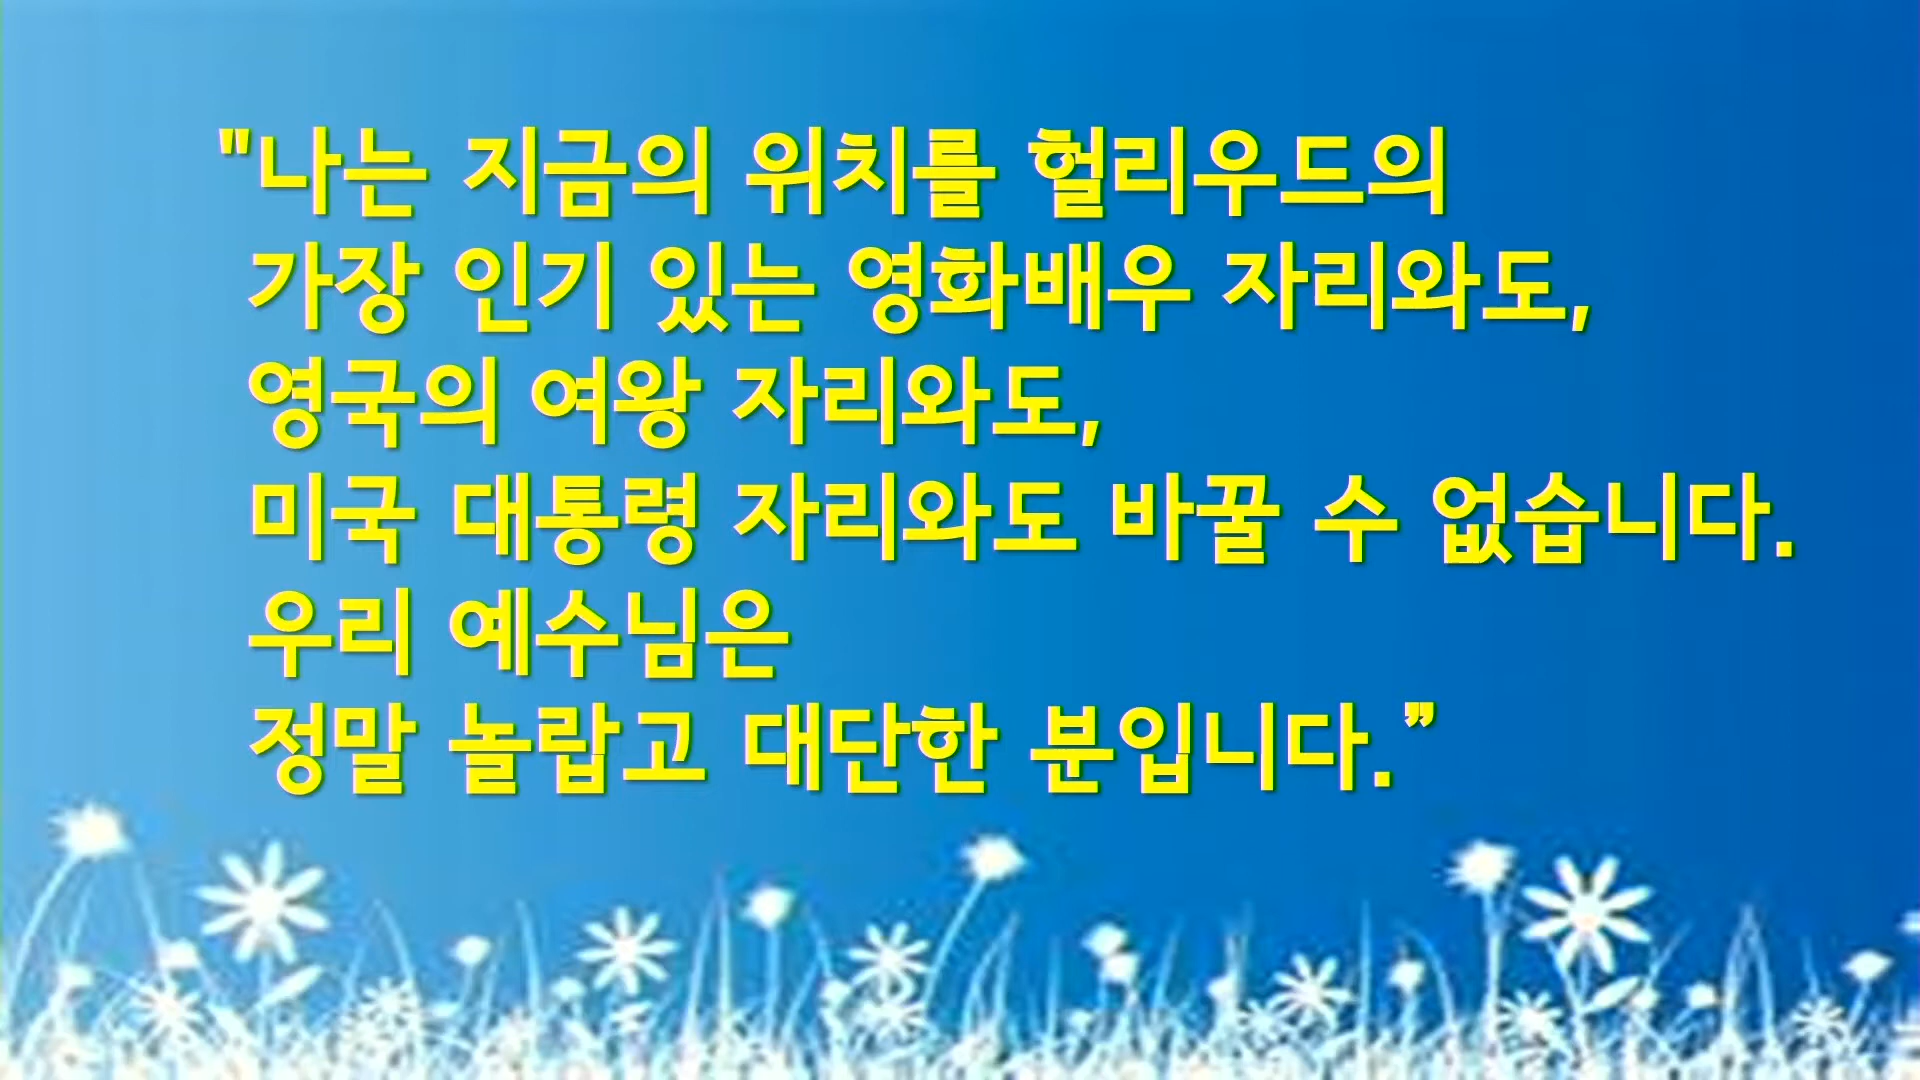 "나는 지금의 위치를 헐리우드의
가장 인기 있는 영화배우 자리와도,
영국의 여왕 자리와도,
미국 대통령 자리와도 바꿀 수 없습니다.
우리 예수님은
정말 놀랍고 대단한 분입니다.”